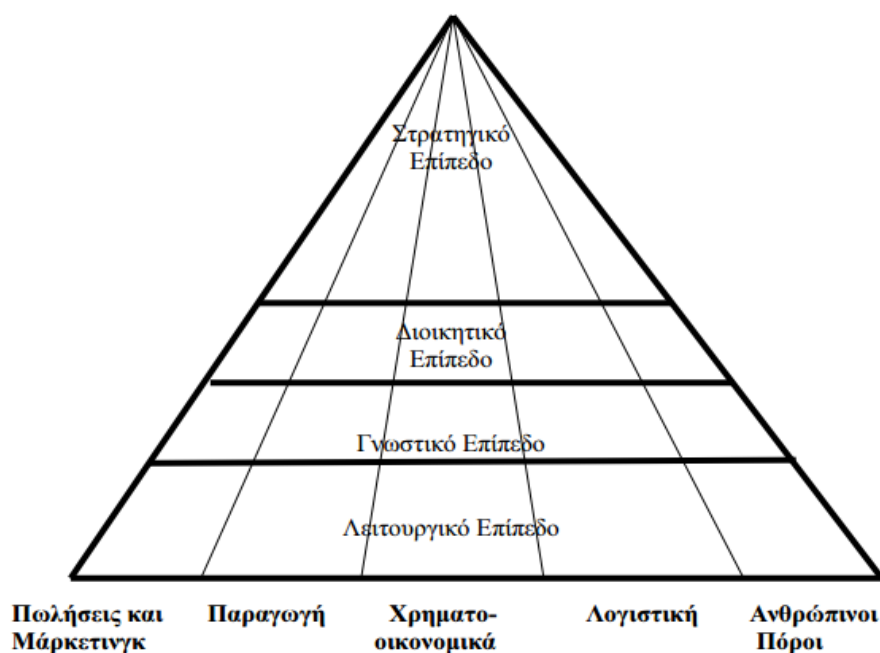 Στρατηγικό
Επίπεδο
Διοικητικό
Επίπεδο
Γνωστικό Επίπεδο
Λειτουργικό Επίπεδο
Πωλήσεις και Παραγωγή Χρηματο- Λογιστική Ανθρώπινοι
Μάρκετινγκ οικονομικά Πόροι